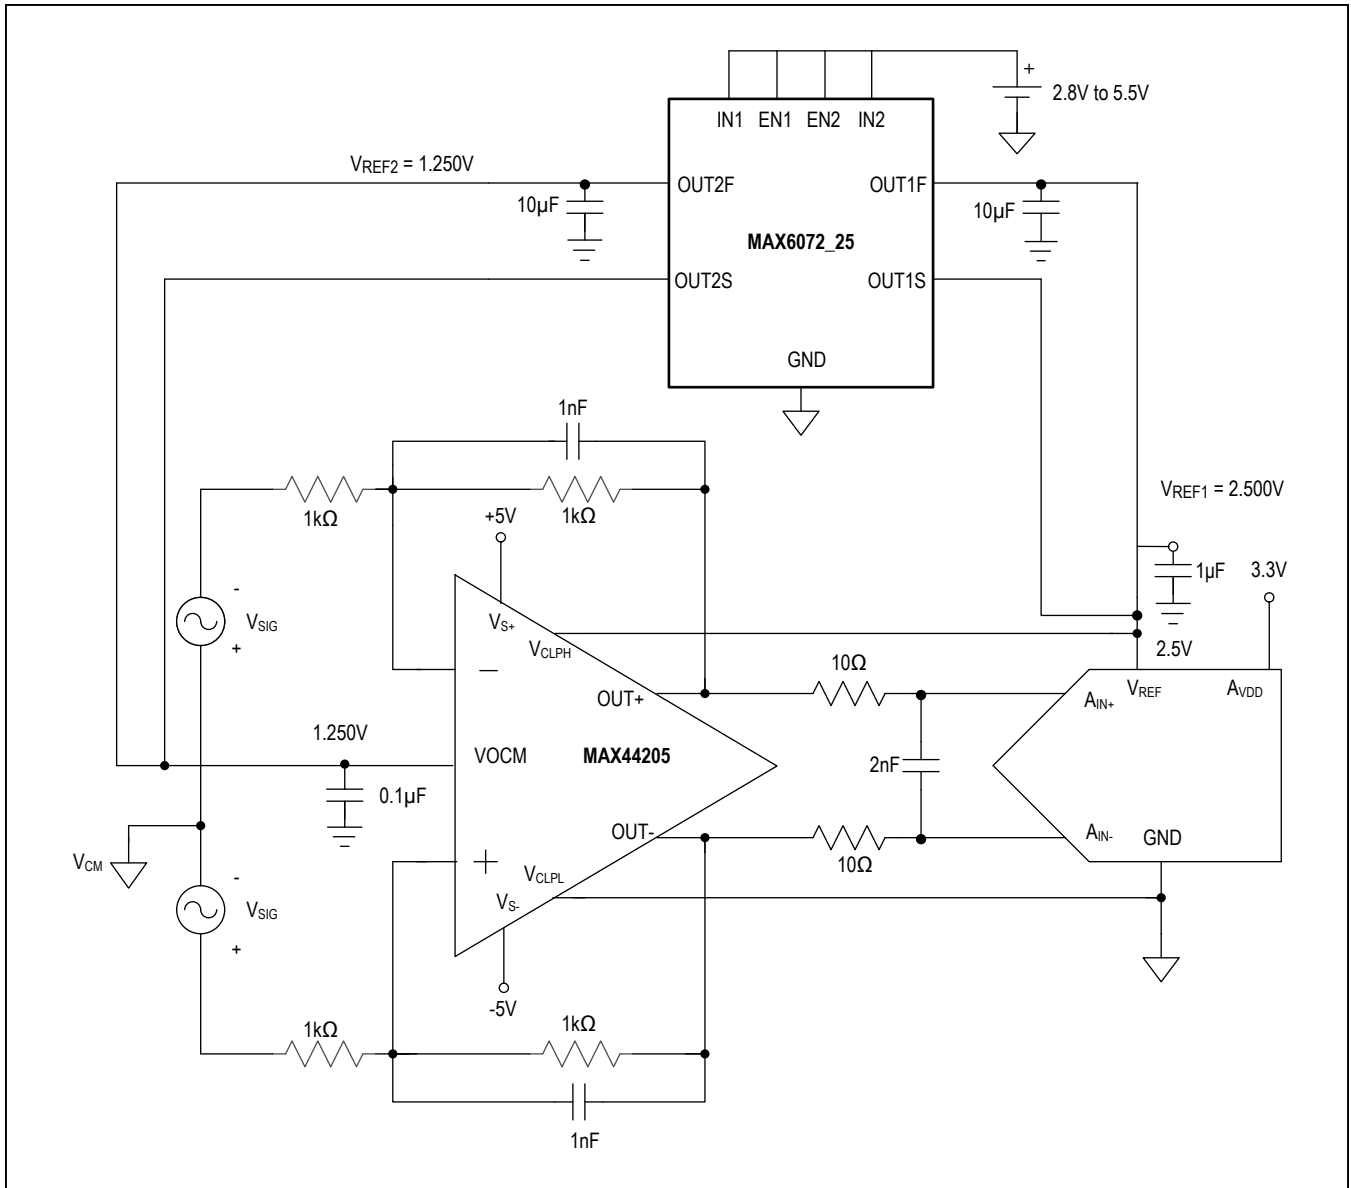 +
2.8V to 5.5V
IN1 EN1 EN2 IN2
VREF2 = 1.250V
OUT2F
OUT1F
10µF
10µF
MAX6072_25
OUT2S
OUT1S
GND
1nF
1kΩ
1kΩ
VREF1 = 2.500V
+5V
1µF
3.3V
-
VSIG
+
VS+
VCLPH
2.5V
−
10Ω
VREF
AVDD
OUT+
AIN+
1.250V
VOCM
MAX44205
2nF
0.1µF
OUT-
AIN-
GND
VCM
+
10Ω
-
VSIG
+
VCLPL
VS-
-5V
1kΩ
1kΩ
1nF